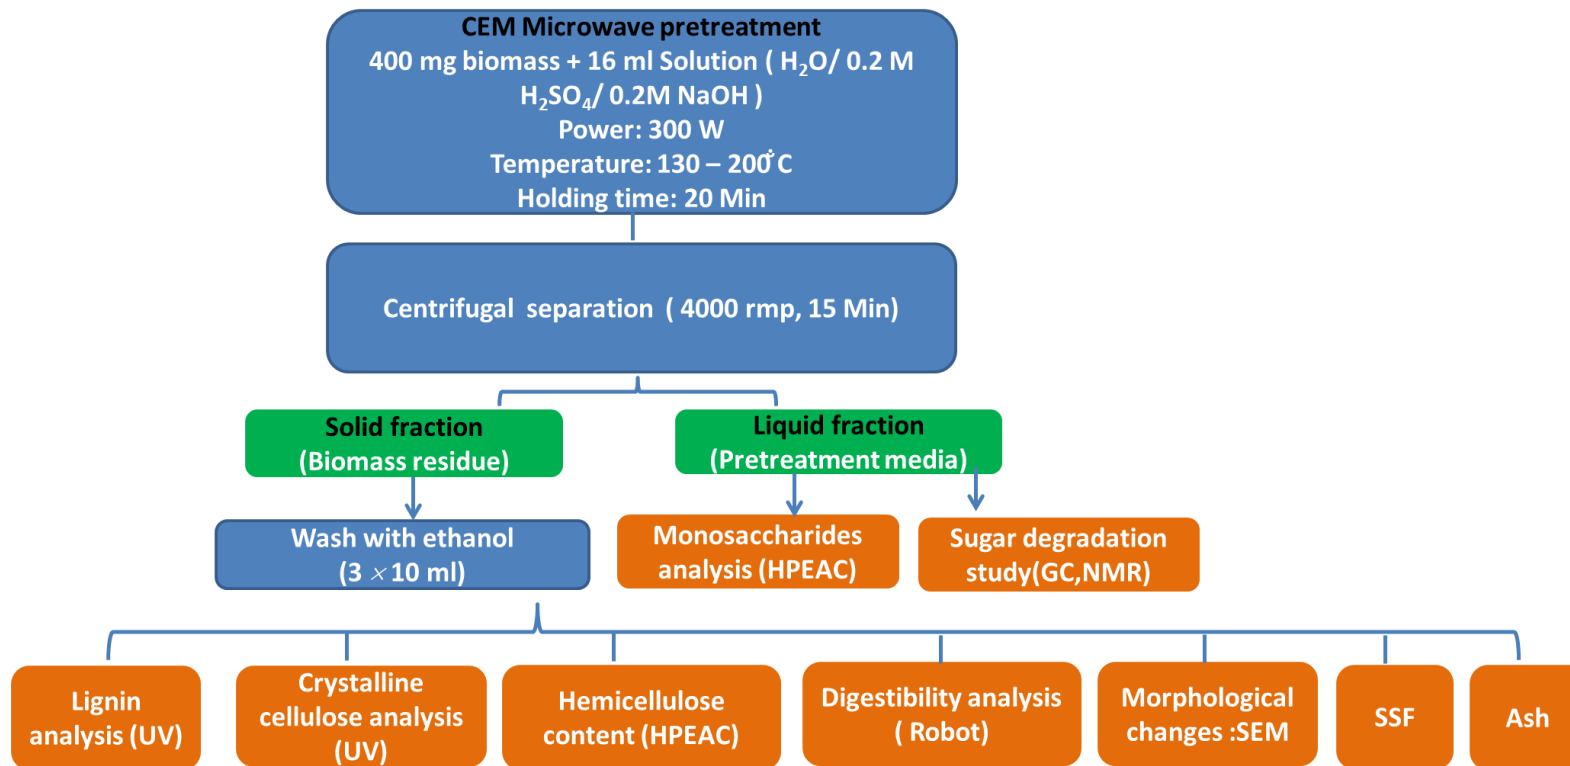 CEM Microwave pretreatment
400 mg biomass + 16 ml Solution ( H₂O/ 0.2 M
H₂SO₄/ 0.2M NaOH )
Power: 300 W
Temperature: 130 – 200°C
Holding time: 20 Min
Centrifugal separation ( 4000 rmp, 15 Min)
Solid fraction
(Biomass residue)
Liquid fraction
(Pretreatment media)
Wash with ethanol
(3 × 10 ml)
Monosaccharides
analysis (HPEAC)
Sugar degradation
study(GC,NMR)
Lignin
analysis (UV)
Crystalline
cellulose analysis
(UV)
Hemicellulose
content (HPEAC)
Digestibility analysis
( Robot)
Morphological
changes :SEM
SSF
Ash